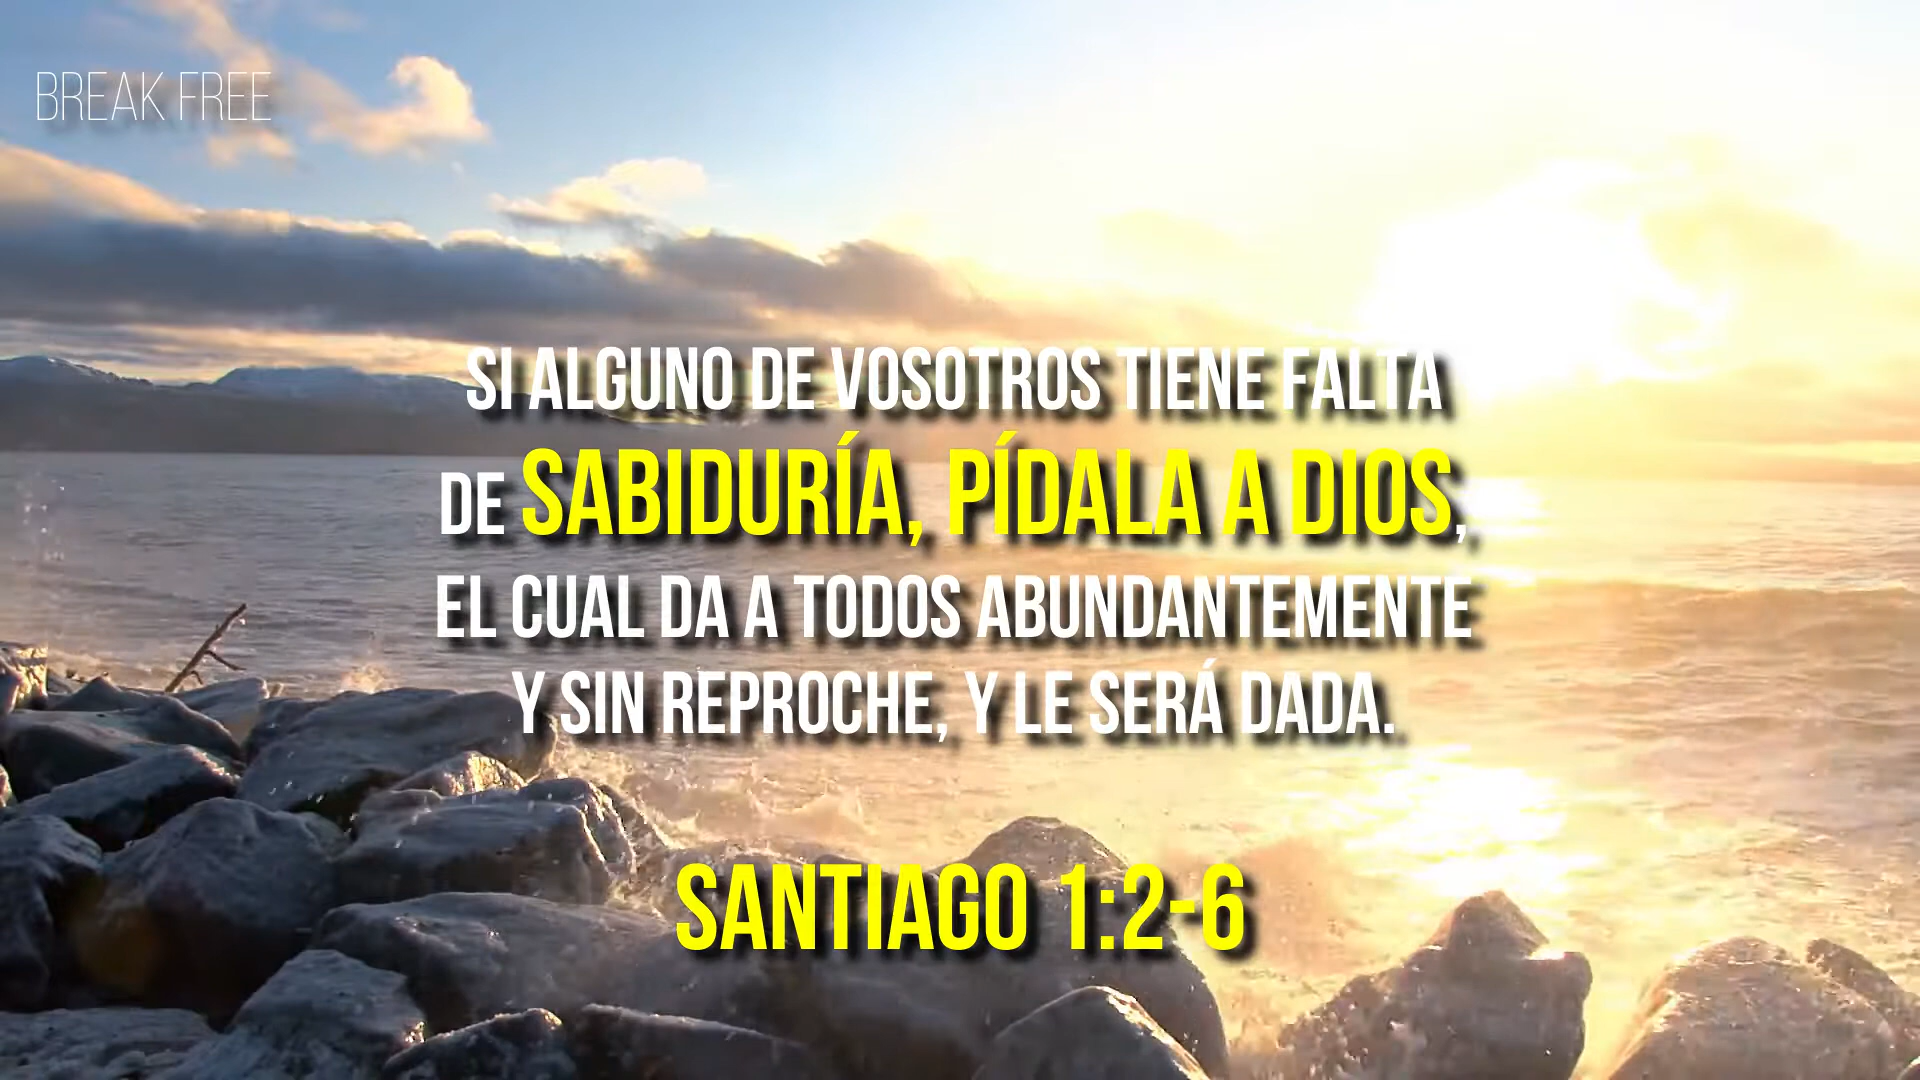 BREAK FREE
SI ALGUNO DE VOSOTROS TIENE FALTA
DE SABIDURÍA, PÍDALA A DIOS,
EL CUAL DA A TODOS ABUNDANTEMENTE
Y SIN REPROCHE, Y LE SERÁ DADA.
SANTIAGO 1:2-6